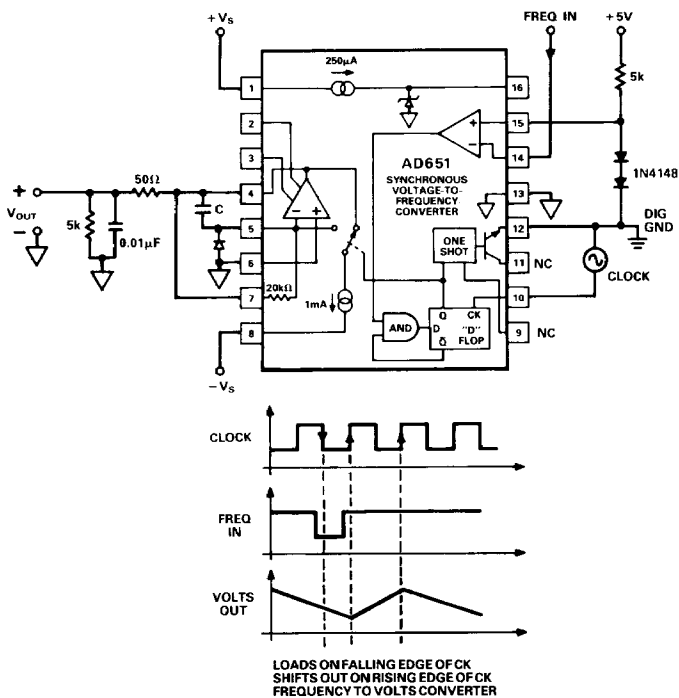 +VS
FREQ IN
+5V
250µA
1
16
5k
2
15
3
+
−
AD651
SYNCHRONOUS
VOLTAGE-TO-
FREQUENCY
CONVERTER
14
1N4148
+
50Ω
4
13
VOUT
−
5k
0.01µF
C
5
− +
12
DIG
GND
6
ONE
SHOT
11
NC
CLOCK
20kΩ
7
1mA
10
AND
Q CK
D "D"
Q̄ FLOP
8
9
NC
−VS
CLOCK
FREQ
IN
VOLTS
OUT
LOADS ON FALLING EDGE OF CK
SHIFTS OUT ON RISING EDGE OF CK
FREQUENCY TO VOLTS CONVERTER